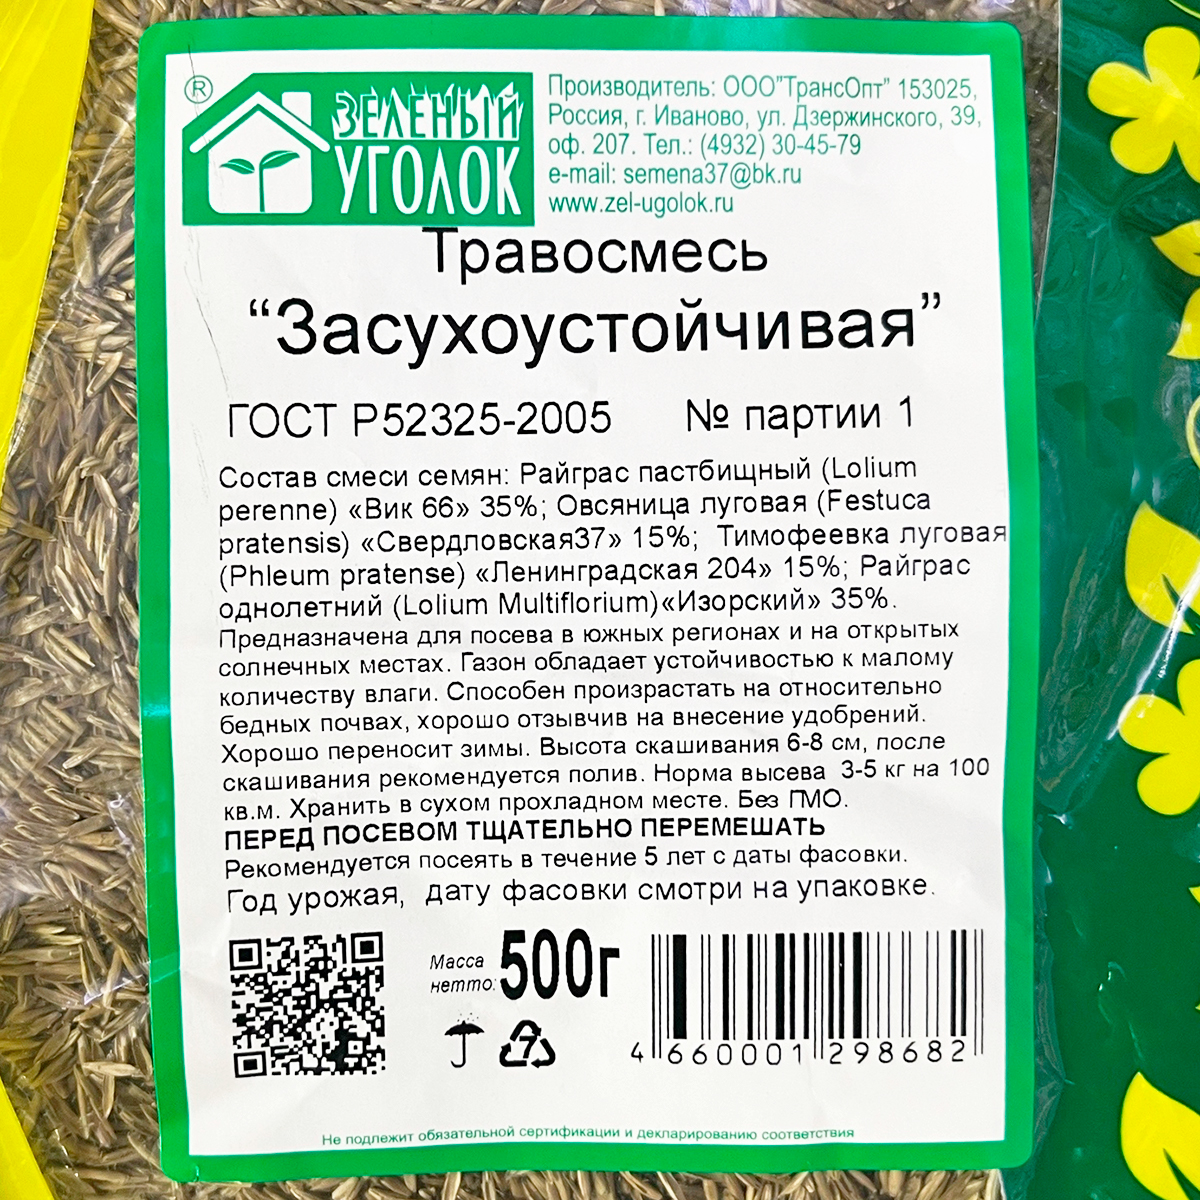 ®
ЗЕЛЕНЫЙ
УГОЛОК
Производитель: ООО"ТрансОпт" 153025,
Россия, г. Иваново, ул. Дзержинского, 39,
оф. 207. Тел.: (4932) 30-45-79
e-mail: semena37@bk.ru
www.zel-ugolok.ru
Травосмесь
“Засухоустойчивая”
ГОСТ Р52325-2005 № партии 1
Состав смеси семян: Райграс пастбищный (Lolium
perenne) «Вик 66» 35%; Овсяница луговая (Festuca
pratensis) «Свердловская37» 15%; Тимофеевка луговая
(Phleum pratense) «Ленинградская 204» 15%; Райграс
однолетний (Lolium Multiflorium)«Изорский» 35%.
Предназначена для посева в южных регионах и на открытых
солнечных местах. Газон обладает устойчивостью к малому
количеству влаги. Способен произрастать на относительно
бедных почвах, хорошо отзывчив на внесение удобрений.
Хорошо переносит зимы. Высота скашивания 6-8 см, после
скашивания рекомендуется полив. Норма высева 3-5 кг на 100
кв.м. Хранить в сухом прохладном месте. Без ГМО.
ПЕРЕД ПОСЕВОМ ТЩАТЕЛЬНО ПЕРЕМЕШАТЬ
Рекомендуется посеять в течение 5 лет с даты фасовки.
Год урожая, дату фасовки смотри на упаковке.
Масса
нетто: 500г
7
4 660001 298682
Не подлежит обязательной сертификации и декларированию соответствия